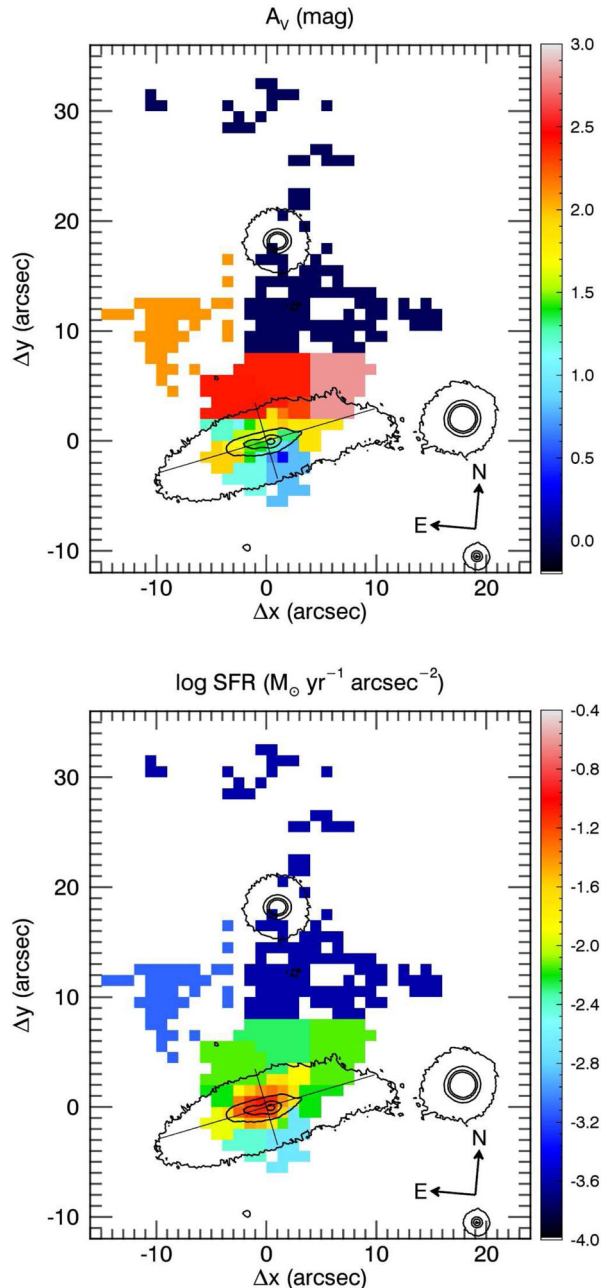 A_V (mag)
30
20
10
0
-10
Δy (arcsec)
-10 0 10 20
Δx (arcsec)
N
E
3.0
2.5
2.0
1.5
1.0
0.5
0.0
log SFR (M⊙ yr⁻¹ arcsec⁻²)
30
20
10
0
-10
Δy (arcsec)
-10 0 10 20
Δx (arcsec)
N
E
-0.4
-0.8
-1.2
-1.6
-2.0
-2.4
-2.8
-3.2
-3.6
-4.0